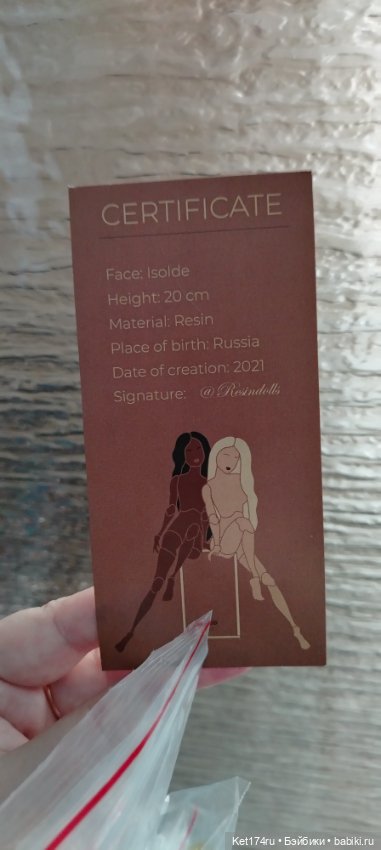 CERTIFICATE
Face: Isolde
Height: 20 cm
Material: Resin
Place of birth: Russia
Date of creation: 2021
Signature: @Resindolls
Ket174ru • Бэйбики • babiki.ru